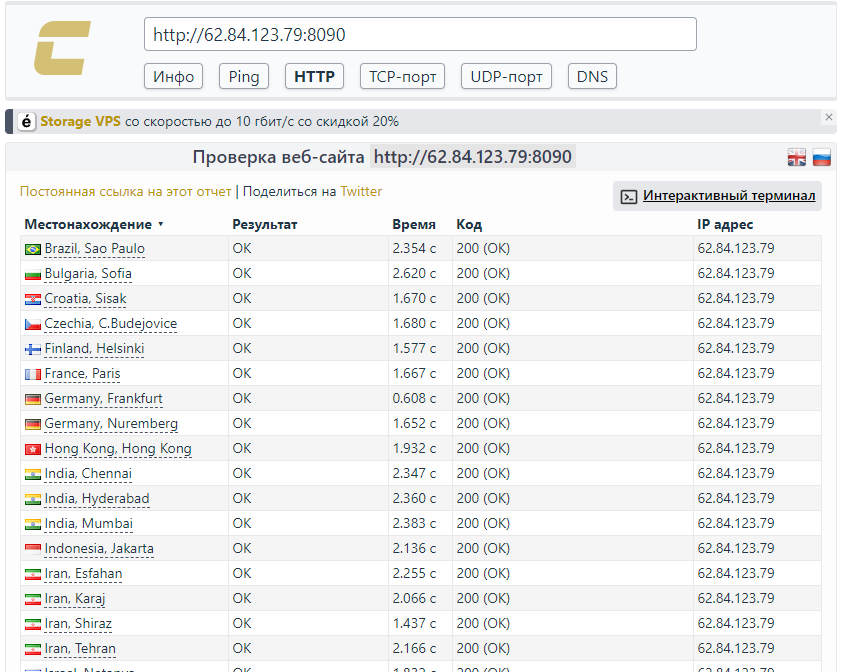 http://62.84.123.79:8090
Инфо Ping HTTP TCP-порт UDP-порт DNS
é Storage VPS со скоростью до 10 гбит/с со скидкой 20% ×
Проверка веб-сайта http://62.84.123.79:8090
Постоянная ссылка на этот отчет | Поделиться на Twitter
Интерактивный терминал
Местонахождение ▼ Результат Время Код IP адрес
Brazil, Sao Paulo OK 2.354 с 200 (OK) 62.84.123.79
Bulgaria, Sofia OK 2.620 с 200 (OK) 62.84.123.79
Croatia, Sisak OK 1.670 с 200 (OK) 62.84.123.79
Czechia, C.Budejovice OK 1.680 с 200 (OK) 62.84.123.79
Finland, Helsinki OK 1.577 с 200 (OK) 62.84.123.79
France, Paris OK 1.667 с 200 (OK) 62.84.123.79
Germany, Frankfurt OK 0.608 с 200 (OK) 62.84.123.79
Germany, Nuremberg OK 1.652 с 200 (OK) 62.84.123.79
Hong Kong, Hong Kong OK 1.932 с 200 (OK) 62.84.123.79
India, Chennai OK 2.347 с 200 (OK) 62.84.123.79
India, Hyderabad OK 2.360 с 200 (OK) 62.84.123.79
India, Mumbai OK 2.383 с 200 (OK) 62.84.123.79
Indonesia, Jakarta OK 2.136 с 200 (OK) 62.84.123.79
Iran, Esfahan OK 2.255 с 200 (OK) 62.84.123.79
Iran, Karaj OK 2.066 с 200 (OK) 62.84.123.79
Iran, Shiraz OK 1.437 с 200 (OK) 62.84.123.79
Iran, Tehran OK 2.166 с 200 (OK) 62.84.123.79
Israel, Netanya OK 1.832 с 200 (OK) 62.84.123.79